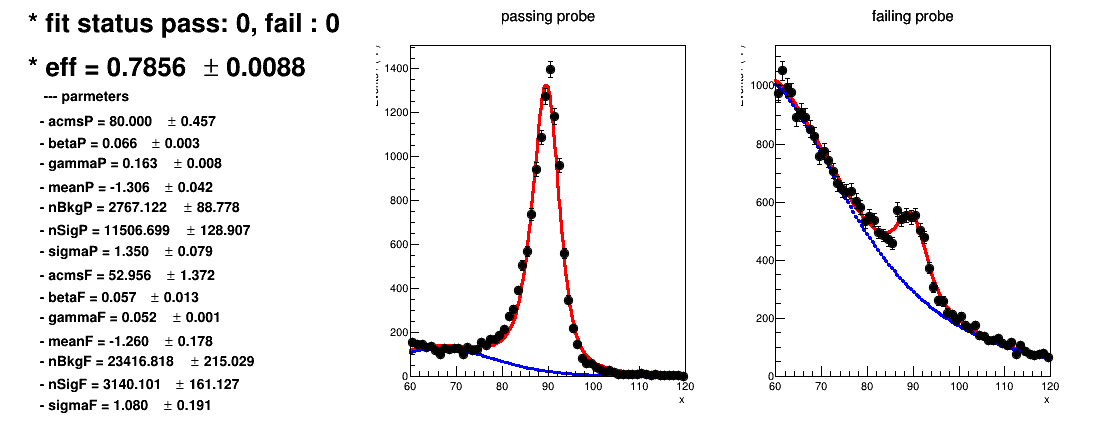 * fit status pass: 0, fail : 0
* eff = 0.7856 ± 0.0088
--- parmeters
- acmsP = 80.000 ± 0.457
- betaP = 0.066 ± 0.003
- gammaP = 0.163 ± 0.008
- meanP = -1.306 ± 0.042
- nBkgP = 2767.122 ± 88.778
- nSigP = 11506.699 ± 128.907
- sigmaP = 1.350 ± 0.079
- acmsF = 52.956 ± 1.372
- betaF = 0.057 ± 0.013
- gammaF = 0.052 ± 0.001
- meanF = -1.260 ± 0.178
- nBkgF = 23416.818 ± 215.029
- nSigF = 3140.101 ± 161.127
- sigmaF = 1.080 ± 0.191
passing probe
1400
1200
1000
800
600
400
200
0
60 70 80 90 100 110 120
x
failing probe
1000
800
600
400
200
0
60 70 80 90 100 110 120
x